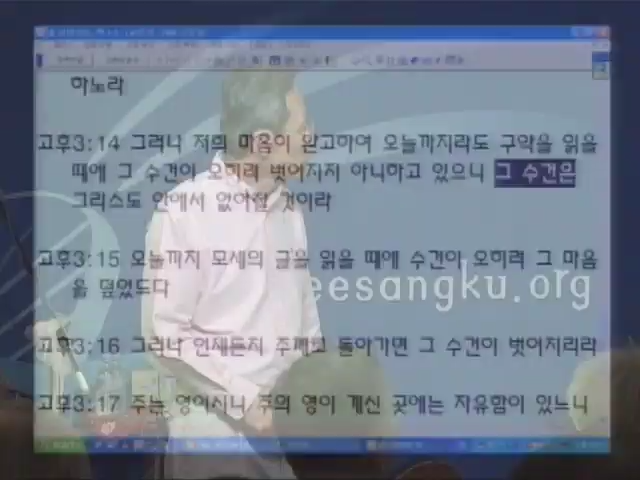 하노라
고후3:14 그러나 저희 마음이 완고하여 오늘까지라도 구약을 읽을
때에 그 수건이 오히려 벗어지지 아니하고 있으니 그 수건은
그리스도 안에서 없어질 것이라
고후3:15 오늘까지 모세의 글을 읽을 때에 수건이 오히려 그 마음
을 덮었도다
eesangku.org
고후3:16 그러나 언제든지 주께로 돌아가면 그 수건이 벗어지리라
고후3:17 주는 영이시니 주의 영이 계신 곳에는 자유함이 있느니